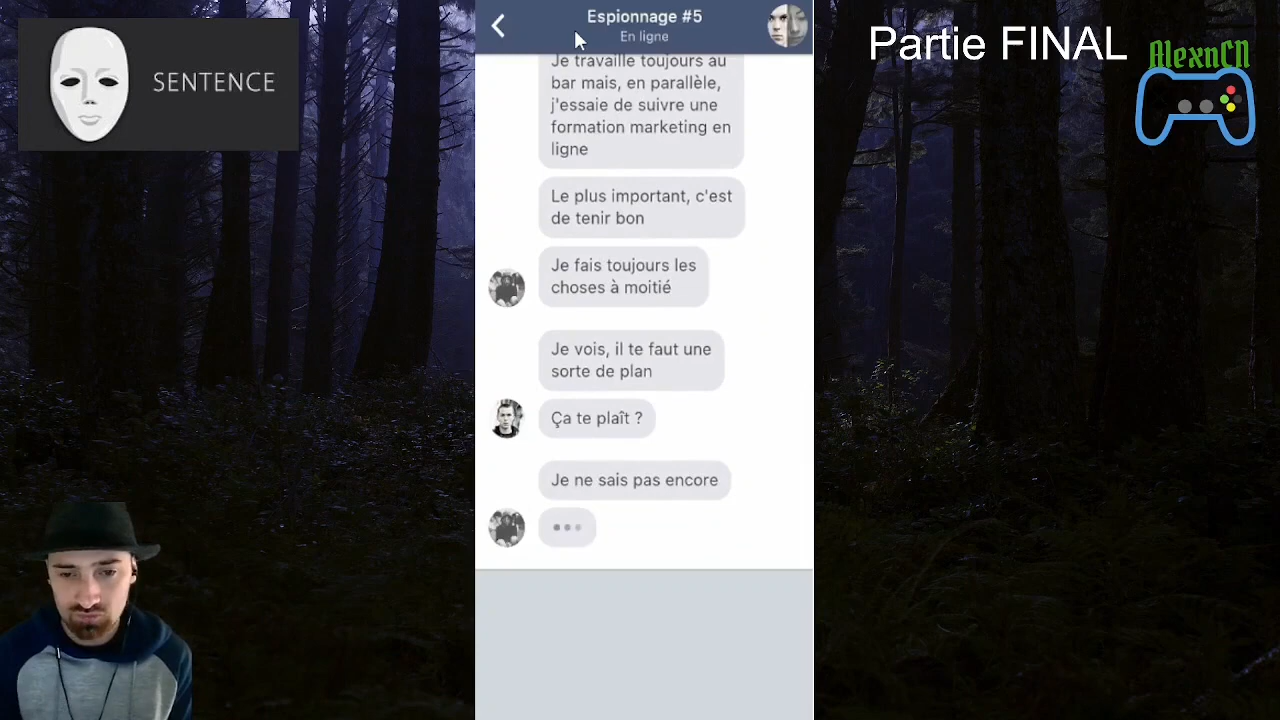 SENTENCE
Espionnage #5
En ligne
Partie FINAL
AlexnCN
Je travaille toujours au
bar mais, en parallèle,
j'essaie de suivre une
formation marketing en
ligne
Le plus important, c'est
de tenir bon
Je fais toujours les
choses à moitié
Je vois, il te faut une
sorte de plan
Ça te plaît ?
Je ne sais pas encore